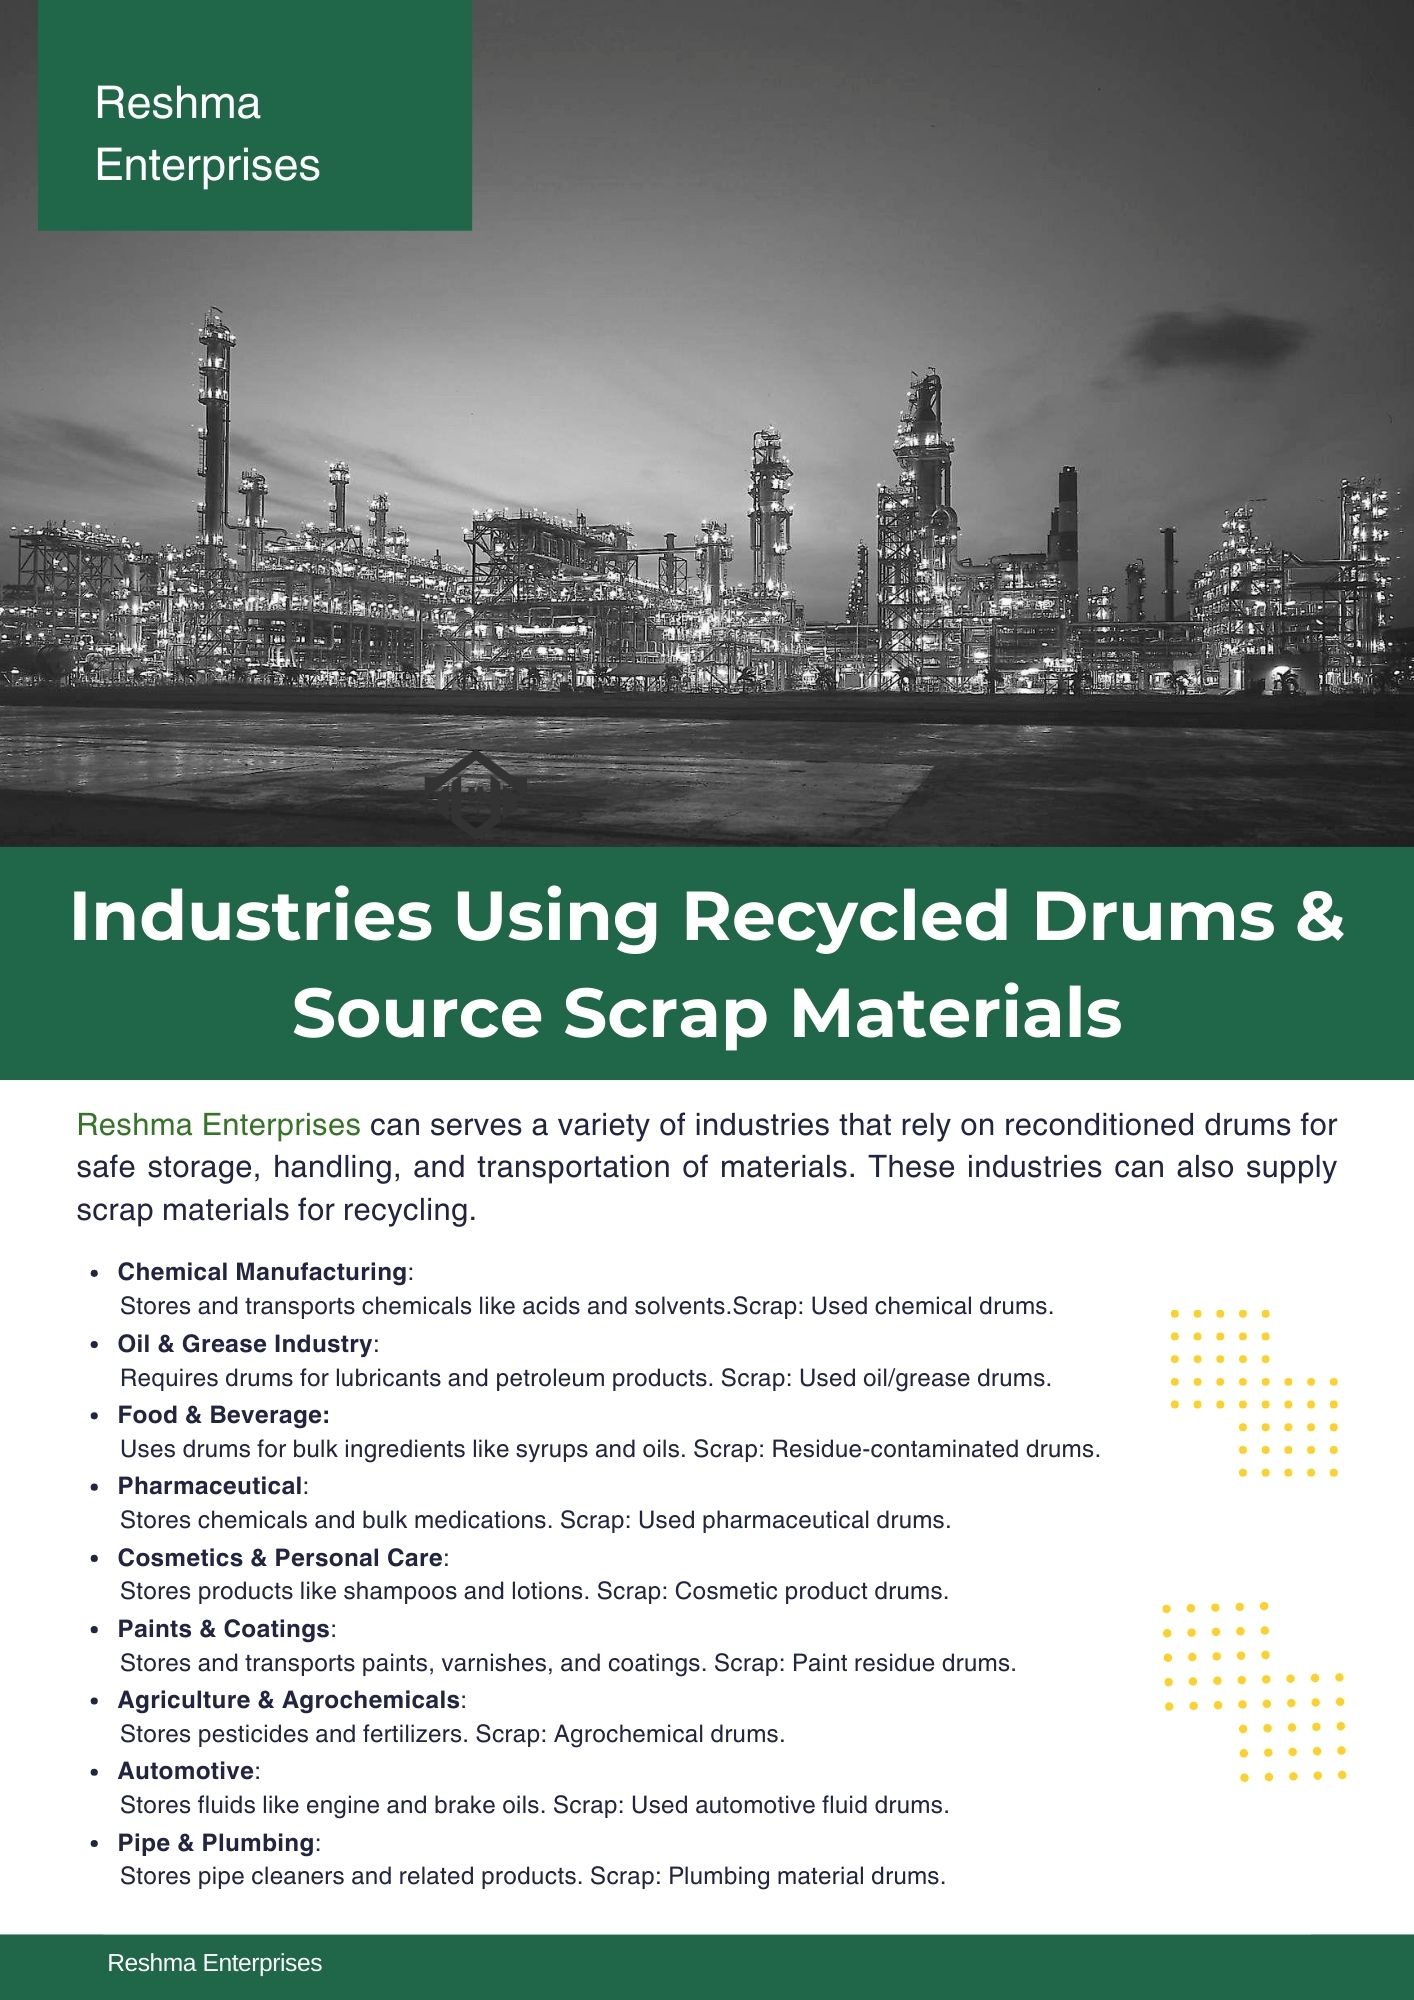 Reshma
Enterprises
Industries Using Recycled Drums &
Source Scrap Materials
Reshma Enterprises can serves a variety of industries that rely on reconditioned drums for
safe storage, handling, and transportation of materials. These industries can also supply
scrap materials for recycling.
• Chemical Manufacturing:
Stores and transports chemicals like acids and solvents.Scrap: Used chemical drums.
• Oil & Grease Industry:
Requires drums for lubricants and petroleum products. Scrap: Used oil/grease drums.
• Food & Beverage:
Uses drums for bulk ingredients like syrups and oils. Scrap: Residue-contaminated drums.
• Pharmaceutical:
Stores chemicals and bulk medications. Scrap: Used pharmaceutical drums.
• Cosmetics & Personal Care:
Stores products like shampoos and lotions. Scrap: Cosmetic product drums.
• Paints & Coatings:
Stores and transports paints, varnishes, and coatings. Scrap: Paint residue drums.
• Agriculture & Agrochemicals:
Stores pesticides and fertilizers. Scrap: Agrochemical drums.
• Automotive:
Stores fluids like engine and brake oils. Scrap: Used automotive fluid drums.
• Pipe & Plumbing:
Stores pipe cleaners and related products. Scrap: Plumbing material drums.
Reshma Enterprises